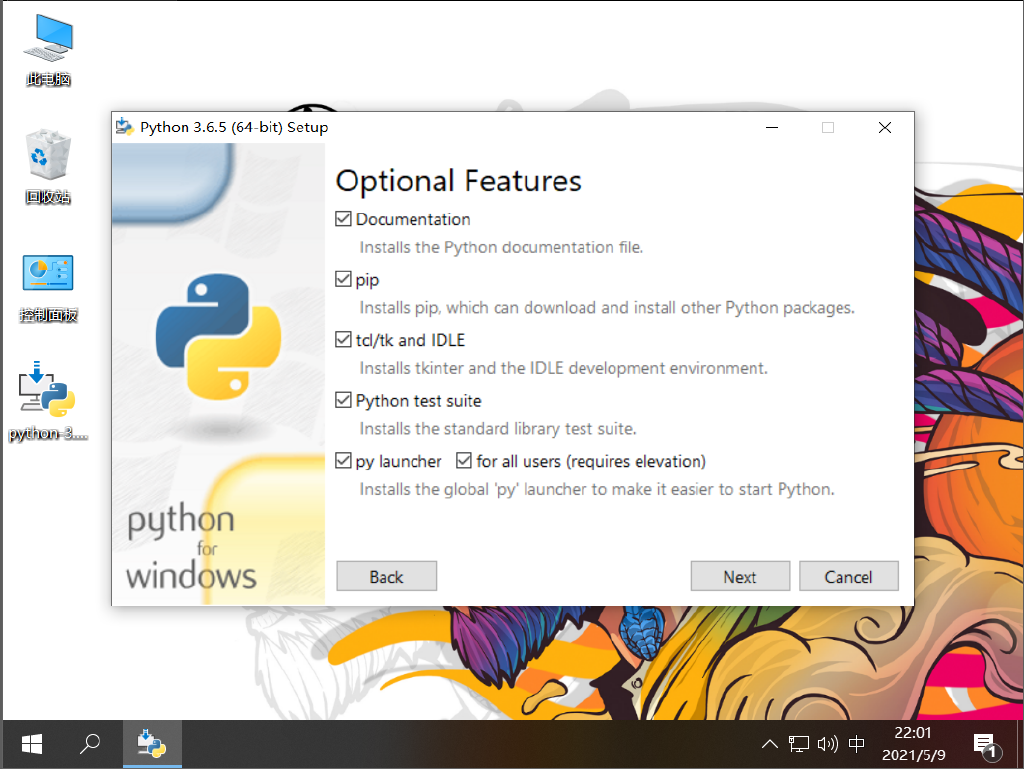 此电脑
回收站
控制面板
python-3....
Python 3.6.5 (64-bit) Setup
Optional Features
Documentation
Installs the Python documentation file.
pip
Installs pip, which can download and install other Python packages.
tcl/tk and IDLE
Installs tkinter and the IDLE development environment.
Python test suite
Installs the standard library test suite.
py launcher for all users (requires elevation)
Installs the global 'py' launcher to make it easier to start Python.
python
for
windows
Back Next Cancel
中
22:01
2021/5/9
1